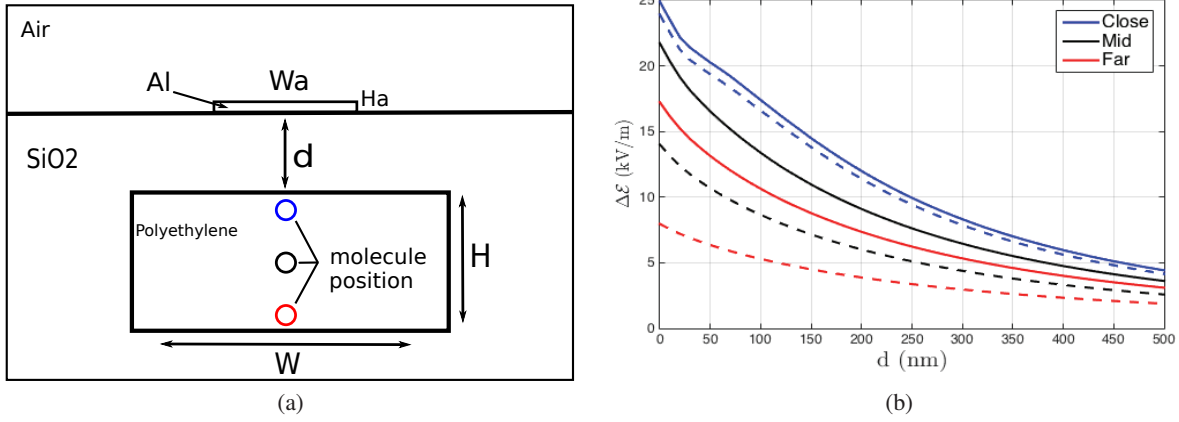 Air
Al
Wa
Ha
SiO2
d
Polyethylene
molecule
position
H
W
(a)
25
20
15
10
5
0
ΔƐ (kV/m)
Close
Mid
Far
0 50 100 150 200 250 300 350 400 450 500
d (nm)
(b)